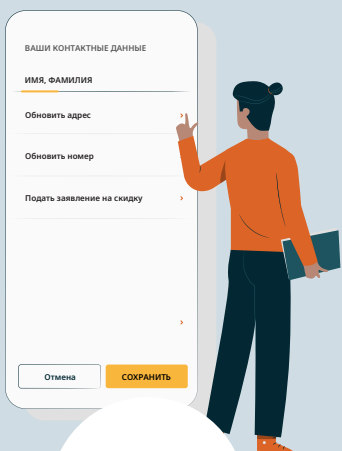 ВАШИ КОНТАКТНЫЕ ДАННЫЕ
ИМЯ, ФАМИЛИЯ
Обновить адрес
Обновить номер
Подать заявление на скидку
Отмена
СОХРАНИТЬ